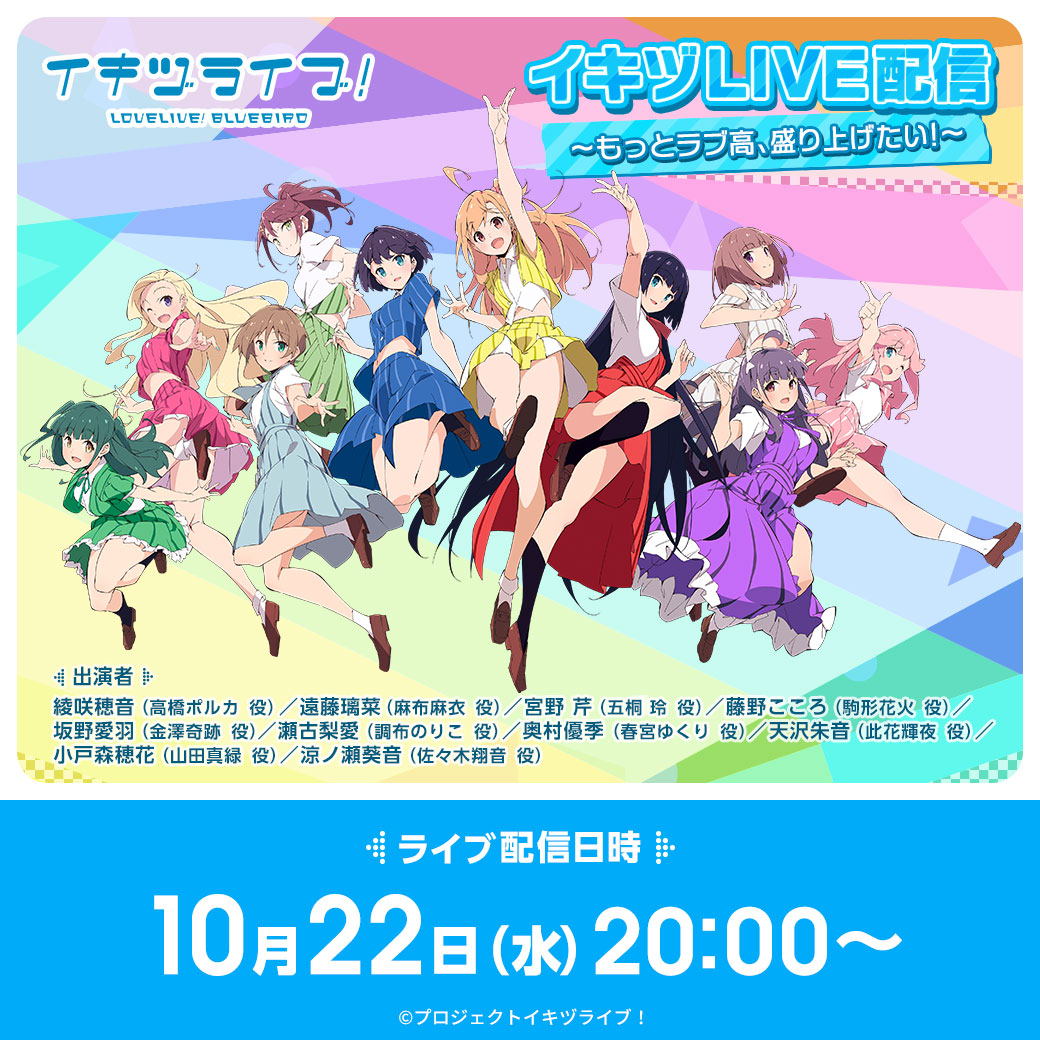 イキヅライブ!
LOVELIVE! BLUEBIRD
イキヅLIVE配信
～もっとラブ高、盛り上げたい!～
出演者
綾咲穂音（高橋ポルカ 役）／遠藤璃菜（麻布麻衣 役）／宮野 芹（五桐 玲 役）／藤野こころ（駒形花火 役）／
坂野愛羽（金澤奇跡 役）／瀬古梨愛（調布のりこ 役）／奥村優季（春宮ゆくり 役）／天沢朱音（此花輝夜 役）／
小戸森穂花（山田真緑 役）／涼ノ瀬葵音（佐々木翔音 役）
ライブ配信日時
10月22日（水）20:00～
©プロジェクトイキヅライブ！